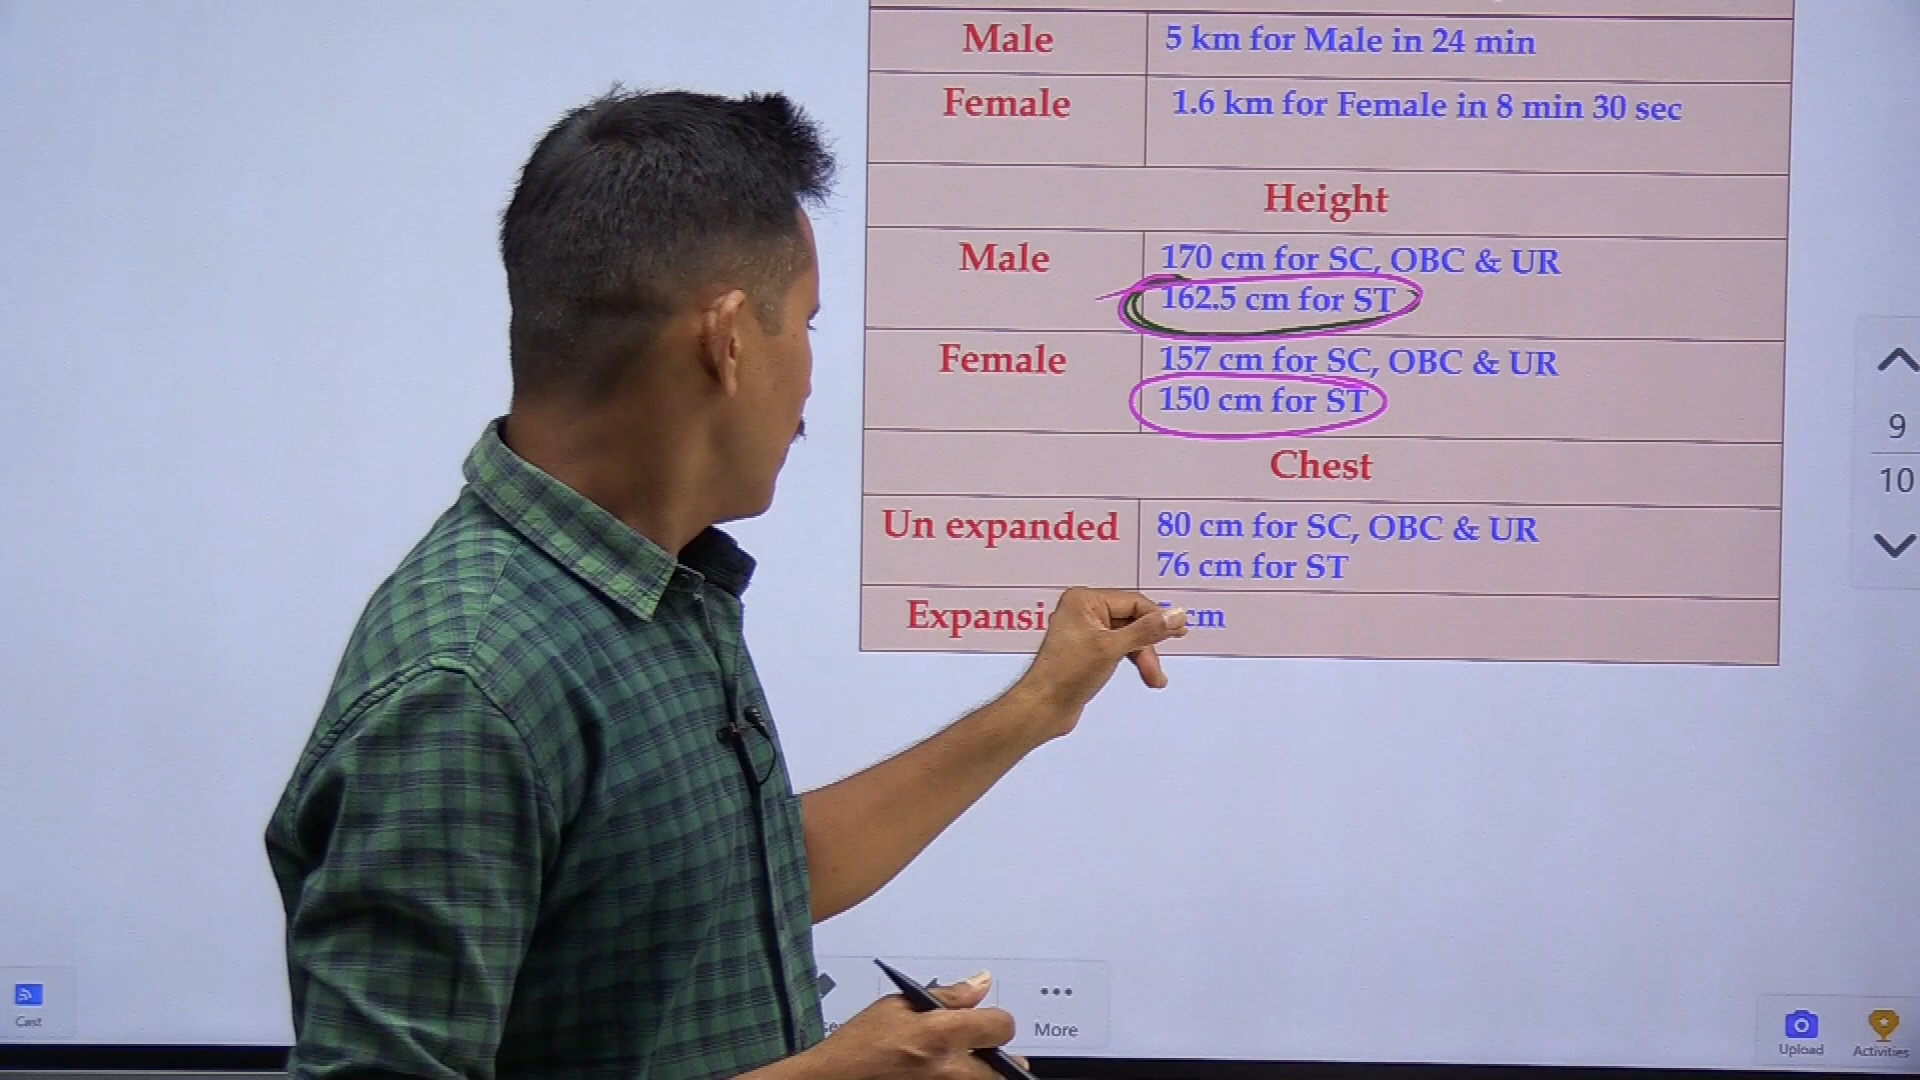 Male
5 km for Male in 24 min
Female
1.6 km for Female in 8 min 30 sec
Height
Male
170 cm for SC, OBC & UR
162.5 cm for ST
Female
157 cm for SC, OBC & UR
150 cm for ST
Chest
Un expanded
80 cm for SC, OBC & UR
76 cm for ST
cm
9
10
Cast
More
Upload
Activities